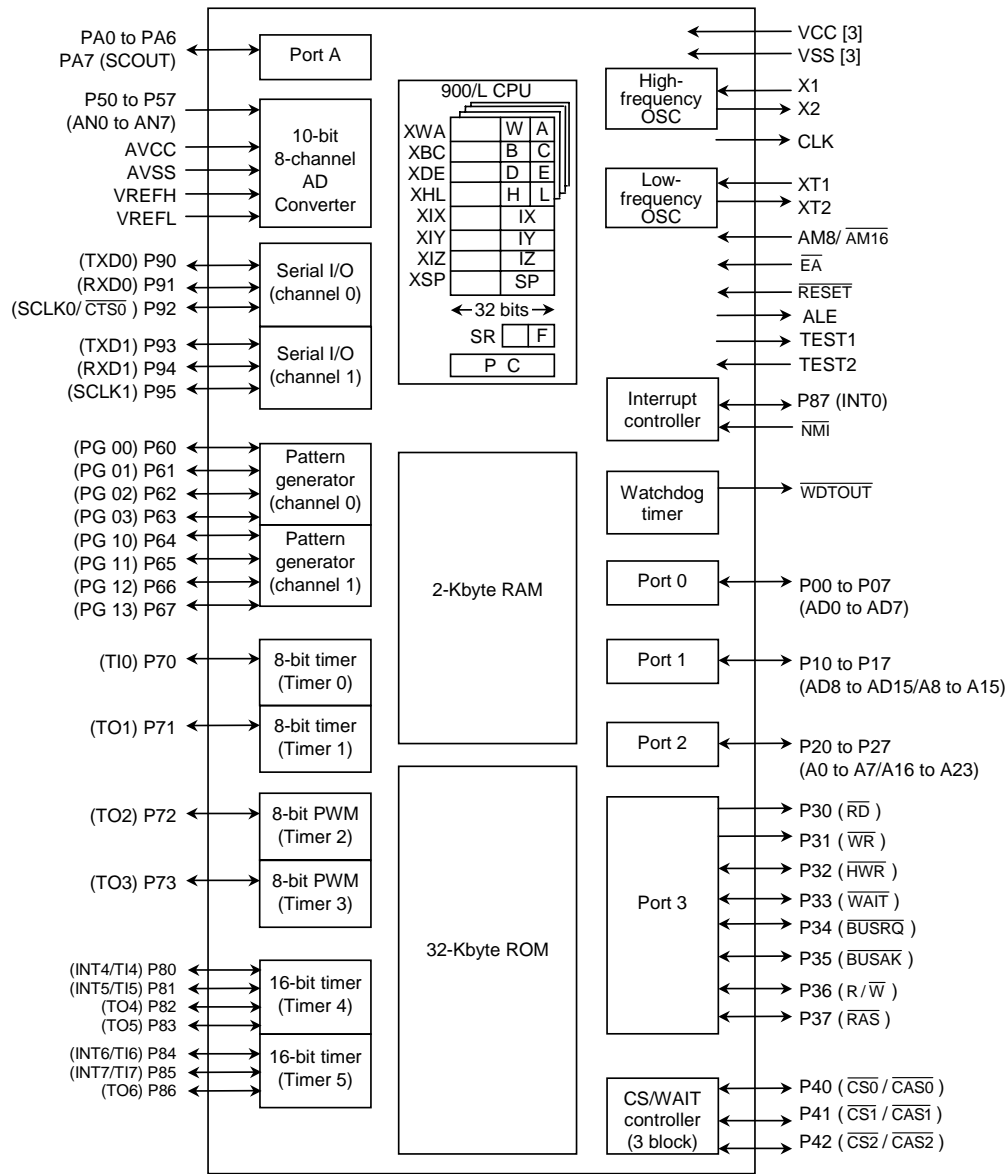 PA0 to PA6
PA7 (SCOUT)
Port A
P50 to P57
(AN0 to AN7)
AVCC
AVSS
VREFH
VREFL
10-bit
8-channel
AD
Converter
(TXD0) P90
(RXD0) P91
(SCLK0/ CTS0 ) P92
Serial I/O
(channel 0)
(TXD1) P93
(RXD1) P94
(SCLK1) P95
Serial I/O
(channel 1)
(PG 00) P60
(PG 01) P61
(PG 02) P62
(PG 03) P63
Pattern
generator
(channel 0)
(PG 10) P64
(PG 11) P65
(PG 12) P66
(PG 13) P67
Pattern
generator
(channel 1)
(TI0) P70
8-bit timer
(Timer 0)
(TO1) P71
8-bit timer
(Timer 1)
(TO2) P72
8-bit PWM
(Timer 2)
(TO3) P73
8-bit PWM
(Timer 3)
(INT4/TI4) P80
(INT5/TI5) P81
(TO4) P82
(TO5) P83
16-bit timer
(Timer 4)
(INT6/TI6) P84
(INT7/TI7) P85
(TO6) P86
16-bit timer
(Timer 5)
900/L CPU
XWA W A
XBC B C
XDE D E
XHL H L
XIX IX
XIY IY
XIZ IZ
XSP SP
32 bits
SR F
P C
2-Kbyte RAM
32-Kbyte ROM
VCC [3]
VSS [3]
High-
frequency
OSC
X1
X2
CLK
Low-
frequency
OSC
XT1
XT2
AM8/ AM16
EA
RESET
ALE
TEST1
TEST2
Interrupt
controller
P87 (INT0)
NMI
Watchdog
timer
WDTOUT
Port 0
P00 to P07
(AD0 to AD7)
Port 1
P10 to P17
(AD8 to AD15/A8 to A15)
Port 2
P20 to P27
(A0 to A7/A16 to A23)
Port 3
P30 ( RD )
P31 ( WR )
P32 ( HWR )
P33 ( WAIT )
P34 ( BUSRQ )
P35 ( BUSAK )
P36 ( R / W )
P37 ( RAS )
CS/WAIT
controller
(3 block)
P40 ( CS0 / CAS0 )
P41 ( CS1 / CAS1 )
P42 ( CS2 / CAS2 )